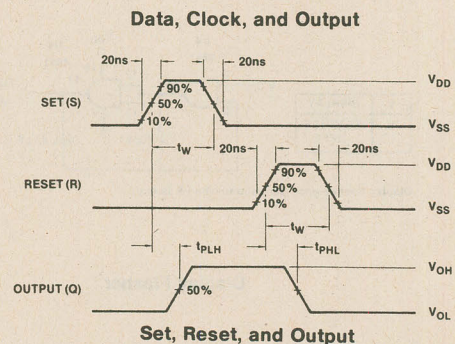 Data, Clock, and Output
20ns
20ns
90%
VDD
SET (S)
50%
10%
VSS
tW
20ns
20ns
90%
VDD
RESET (R)
50%
10%
VSS
tW
tPLH
tPHL
VOH
OUTPUT (Q)
50%
VOL
Set, Reset, and Output